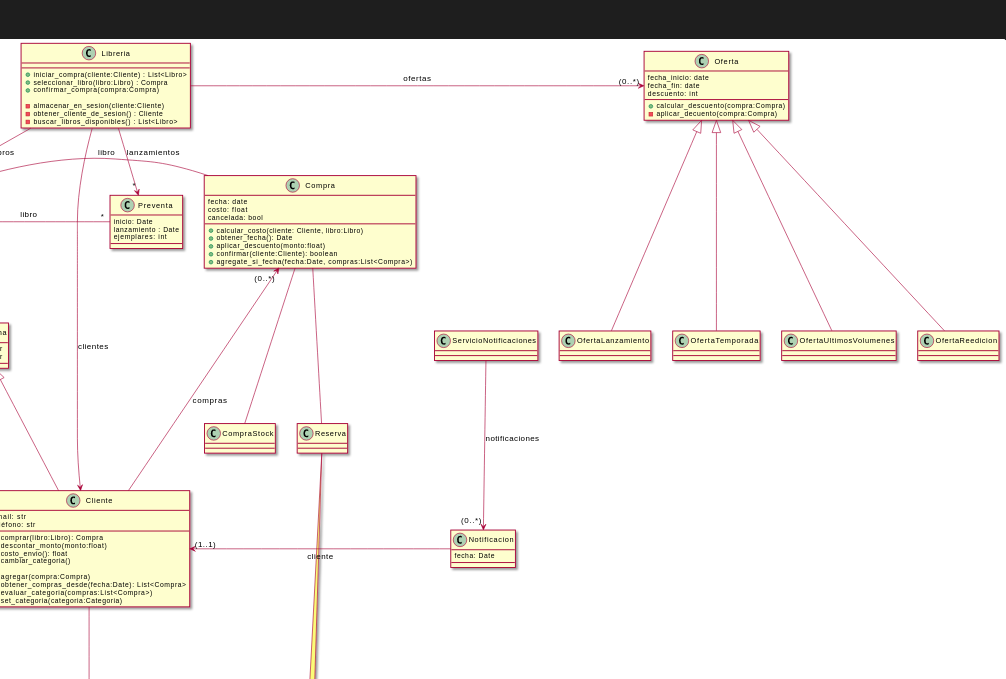 C Libreria
iniciar_compra(cliente:Cliente) : List<Libro>
seleccionar_libro(libro:Libro) : Compra
confirmar_compra(compra:Compra)
almacenar_en_sesion(cliente:Cliente)
obtener_cliente_de_sesion() : Cliente
buscar_libros_disponibles() : List<Libro>
ofertas
(0..*)
C Oferta
fecha_inicio: date
fecha_fin: date
descuento: int
calcular_descuento(compra:Compra)
aplicar_decuento(compra:Compra)
libro
lanzamientos
*
libro
*
C Preventa
inicio: Date
lanzamiento : Date
ejemplares: int
C Compra
fecha: date
costo: float
cancelada: bool
calcular_costo(cliente: Cliente, libro:Libro)
obtener_fecha(): Date
aplicar_descuento(monto:float)
confirmar(cliente:Cliente): boolean
agregate_si_fecha(fecha:Date, compras:List<Compra>)
(0..*)
clientes
compras
C ServicioNotificaciones
C OfertaLanzamiento
C OfertaTemporada
C OfertaUltimosVolumenes
C OfertaReedicion
C CompraStock
C Reserva
notificaciones
(0..*)
C Notificacion
fecha: Date
(1..1)
cliente
C Cliente
mail: str
léfono: str
comprar(libro:Libro): Compra
descontar_monto(monto:float)
costo_envio(): float
cambiar_categoria()
agregar(compra:Compra)
obtener_compras_desde(fecha:Date): List<Compra>
evaluar_categoria(compras:List<Compra>)
set_categoria(categoria:Categoria)